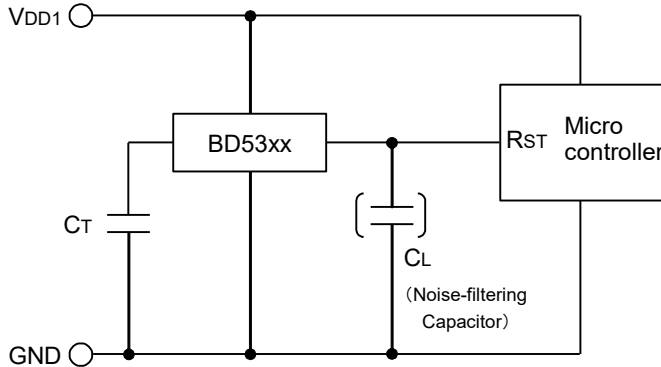 VDD1
BD53xx
RST
Micro
controller
CT
CL
（Noise-filtering
Capacitor）
GND